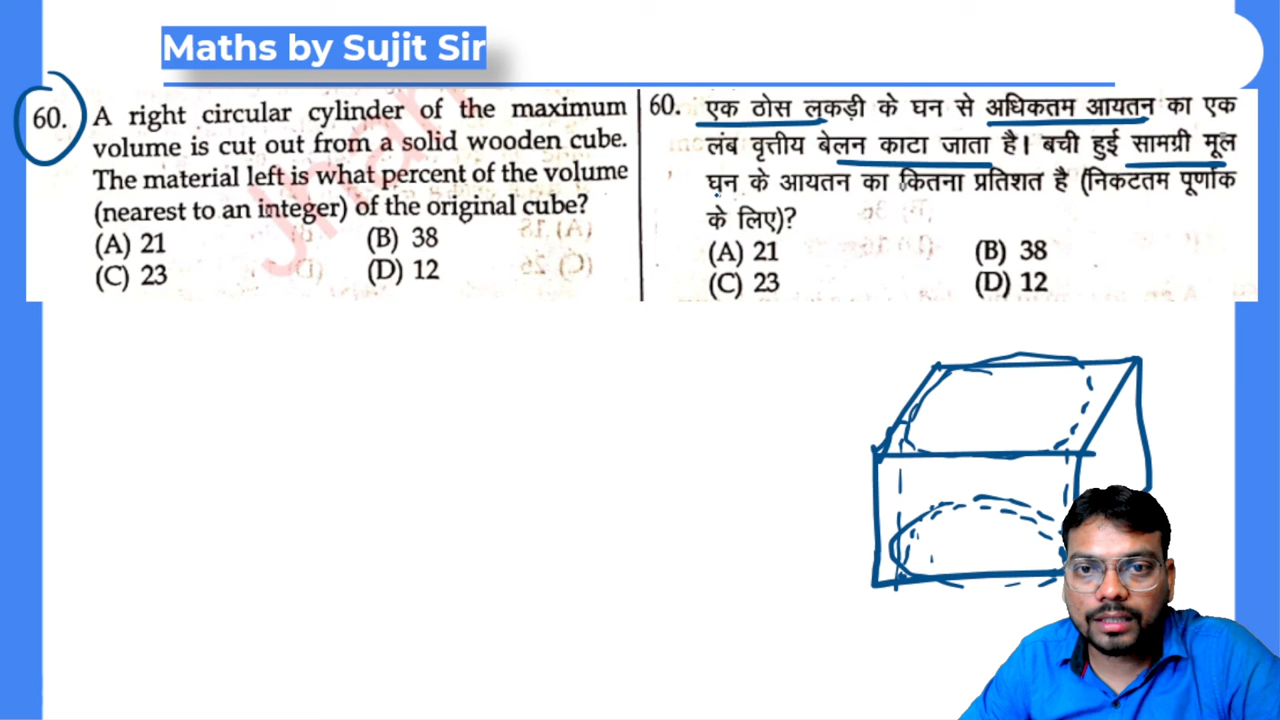 Maths by Sujit Sir
60. A right circular cylinder of the maximum
volume is cut out from a solid wooden cube.
The material left is what percent of the volume
(nearest to an integer) of the original cube?
(A) 21 (B) 38
(C) 23 (D) 12
60. एक ठोस लकड़ी के घन से अधिकतम आयतन का एक
लंब वृत्तीय बेलन काटा जाता है। बची हुई सामग्री मूल
घन के आयतन का कितना प्रतिशत है (निकटतम पूर्णांक
के लिए)?
(A) 21 (B) 38
(C) 23 (D) 12